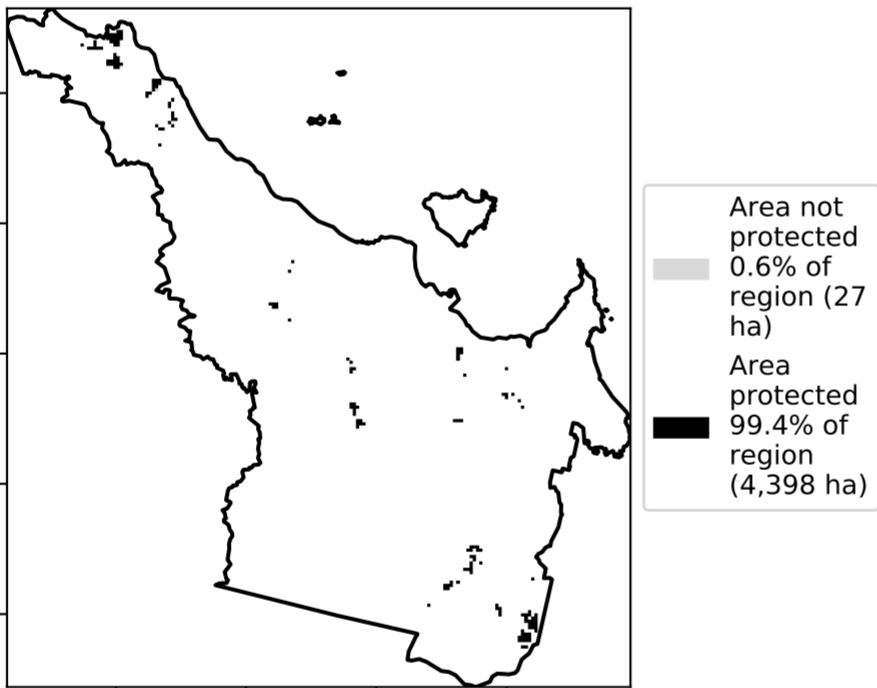 Area not
protected
0.6% of
region (27
ha)
Area
protected
99.4% of
region
(4,398 ha)